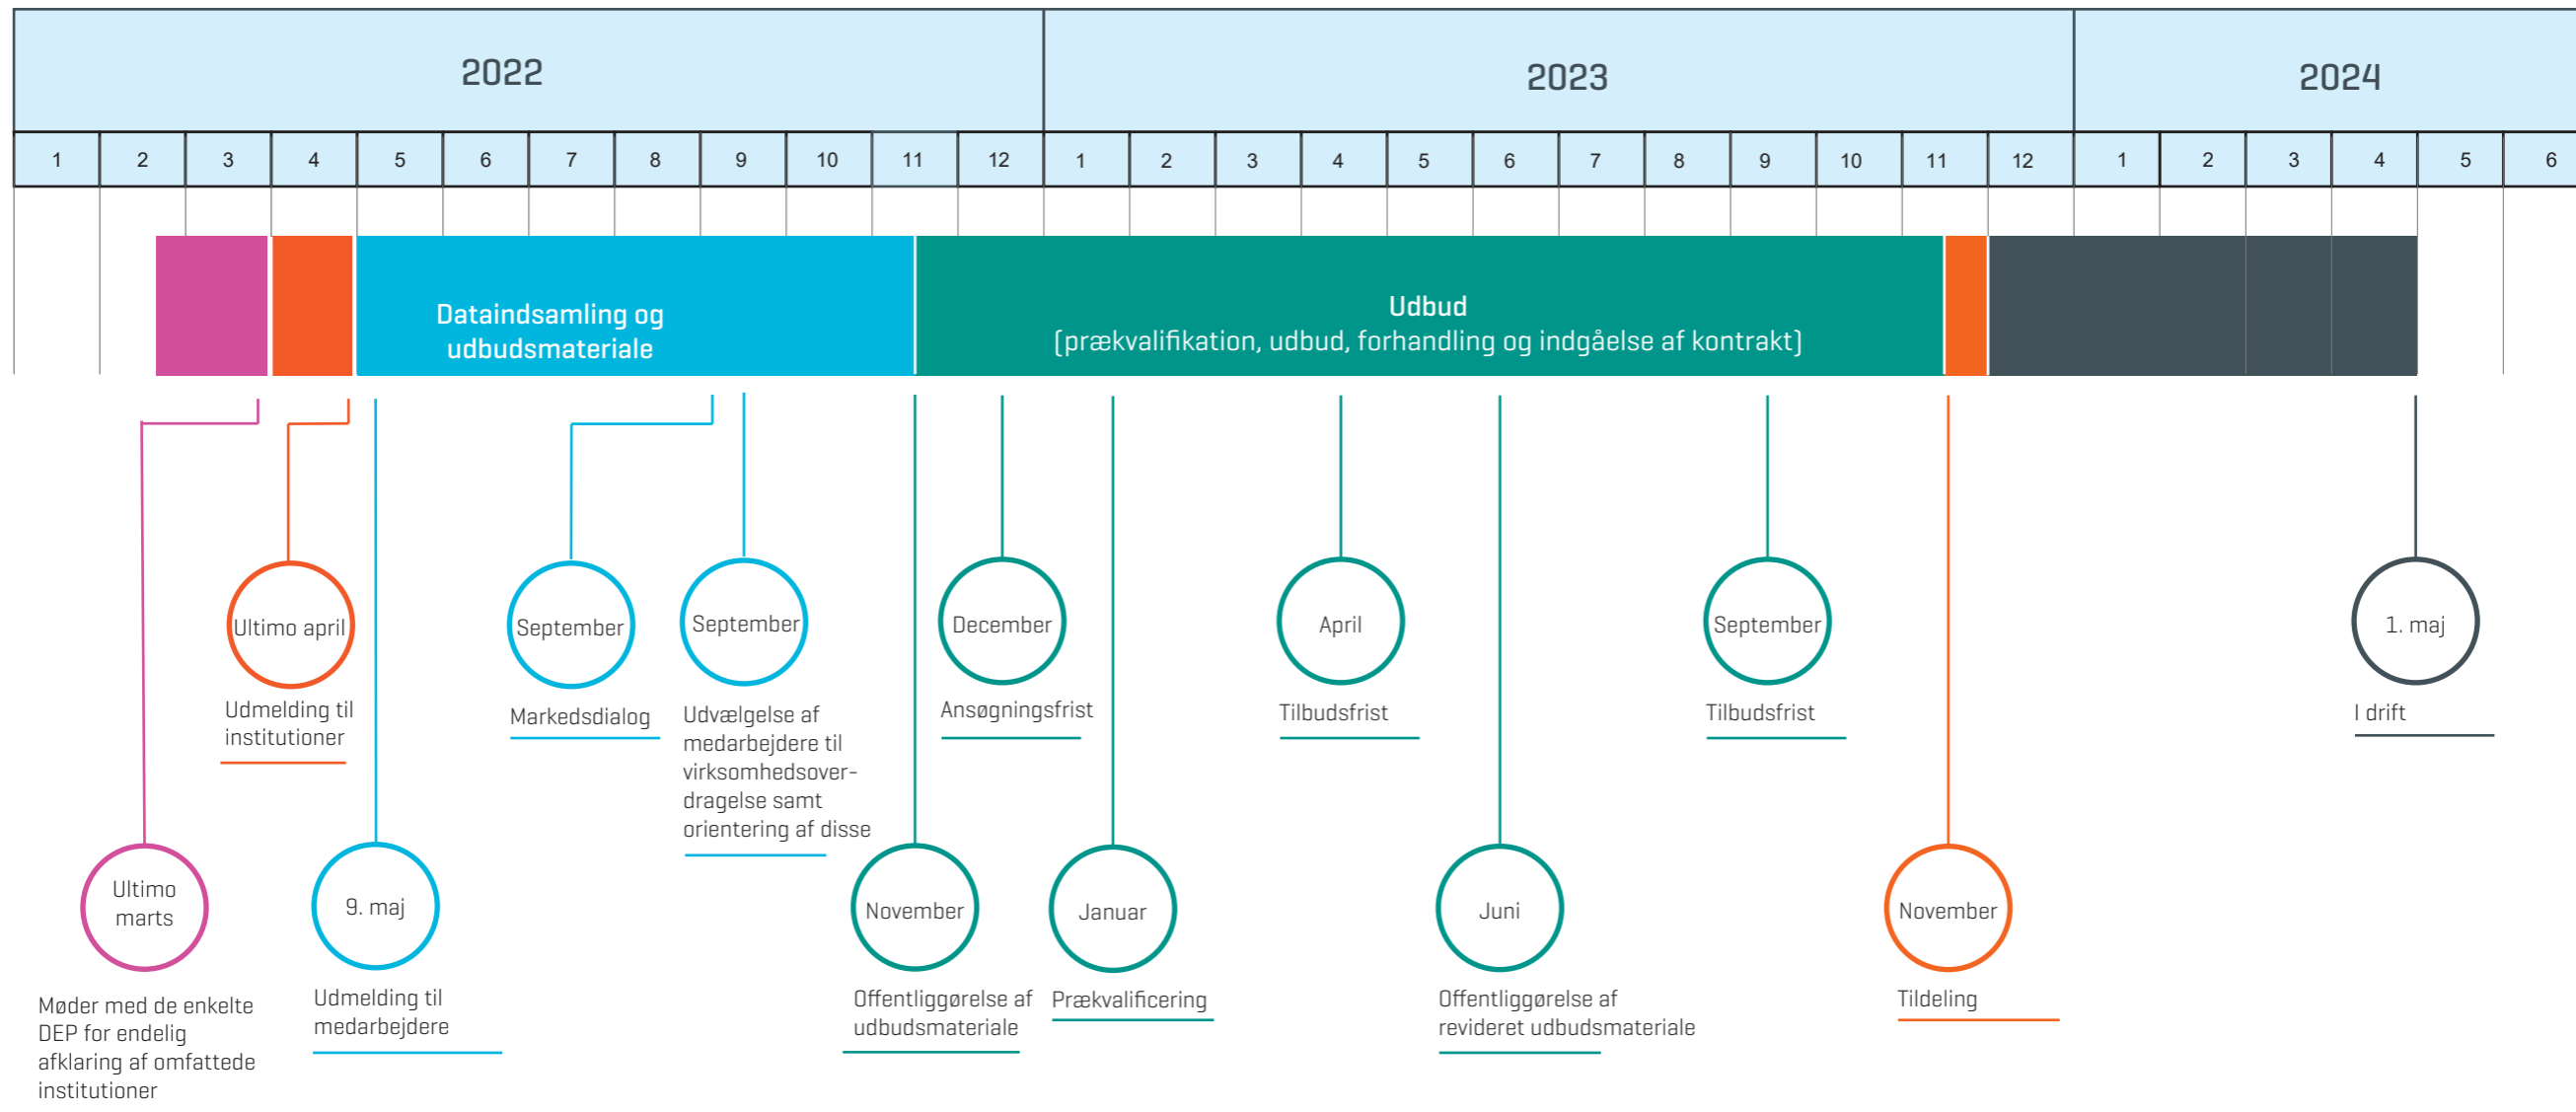 2022
2023
2024
1 2 3 4 5 6 7 8 9 10 11 12 1 2 3 4 5 6 7 8 9 10 11 12 1 2 3 4 5 6
Dataindsamling og
udbudsmateriale
Udbud
(prækvalifikation, udbud, forhandling og indgåelse af kontrakt)
Ultimo april
Udmelding til
institutioner
September
Markedsdialog
September
Udvælgelse af
medarbejdere til
virksomhedsover-
dragelse samt
orientering af disse
December
Ansøgningsfrist
April
Tilbudsfrist
September
Tilbudsfrist
1. maj
I drift
Ultimo
marts
Møder med de enkelte
DEP for endelig
afklaring af omfattede
institutioner
9. maj
Udmelding til
medarbejdere
November
Offentliggørelse af
udbudsmateriale
Januar
Prækvalificering
Juni
Offentliggørelse af
revideret udbudsmateriale
November
Tildeling